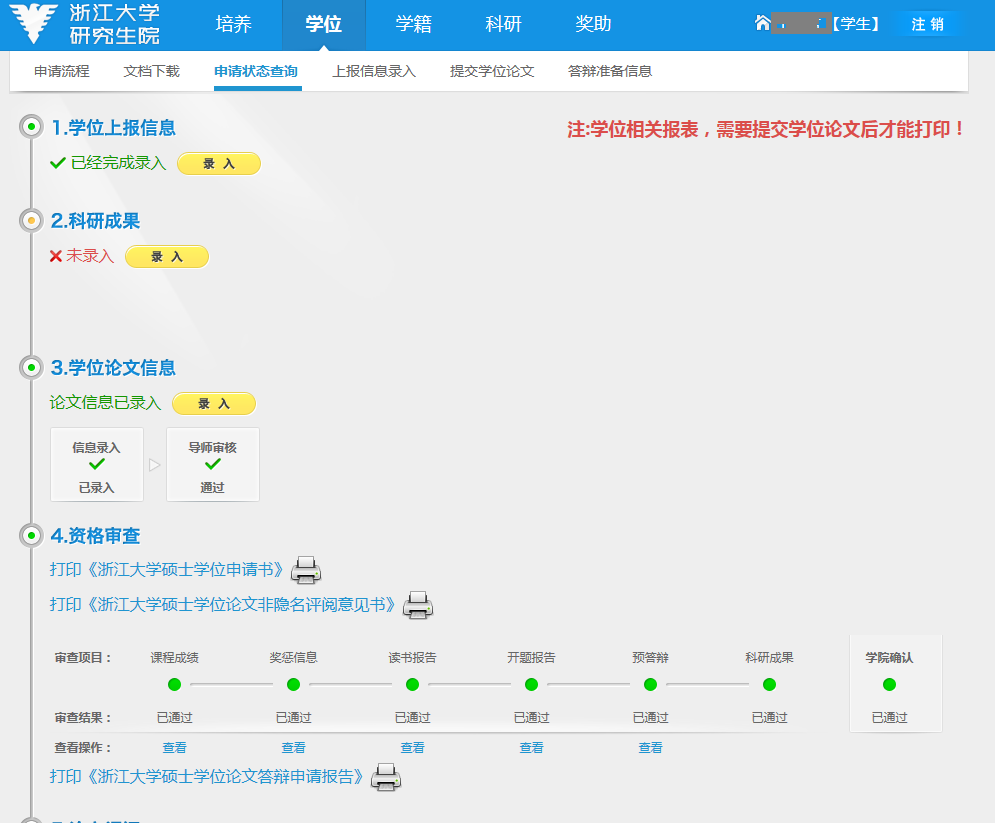 浙江大学
研究生院
培养 学位 学籍 科研 奖助 【学生】 注 销
申请流程 文档下载 申请状态查询 上报信息录入 提交学位论文 答辩准备信息
1.学位上报信息
注:学位相关报表，需要提交学位论文后才能打印！
已经完成录入 录 入
2.科研成果
未录入 录 入
3.学位论文信息
论文信息已录入 录 入
信息录入 导师审核
已录入 通过
4.资格审查
打印《浙江大学硕士学位申请书》
打印《浙江大学硕士学位论文非隐名评阅意见书》
审查项目： 课程成绩 奖惩信息 读书报告 开题报告 预答辩 科研成果 学院确认
审查结果： 已通过 已通过 已通过 已通过 已通过 已通过 已通过
查看操作： 查看 查看 查看 查看 查看
打印《浙江大学硕士学位论文答辩申请报告》